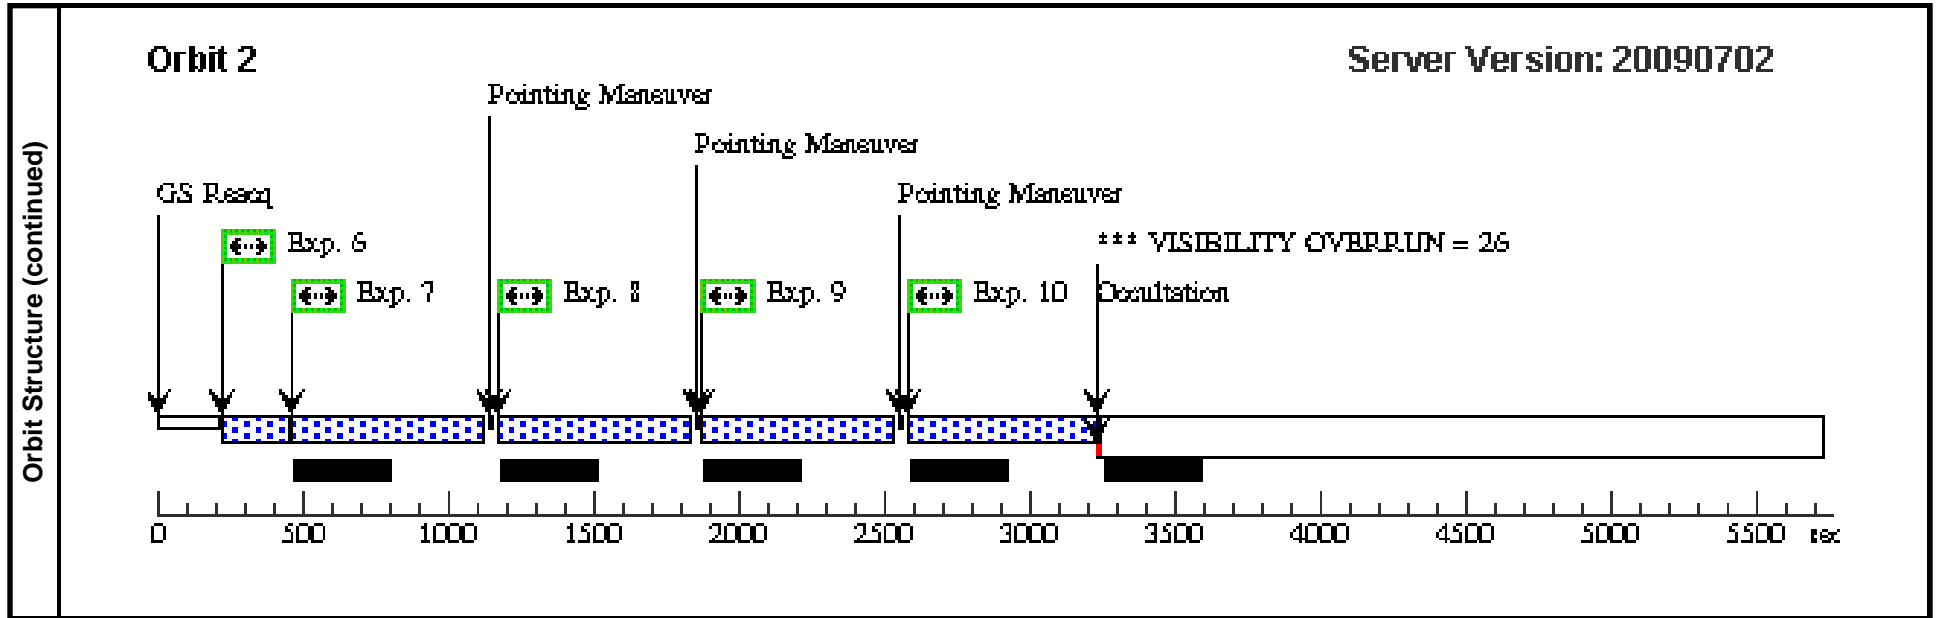 Orbit Structure (continued)
Orbit 2
Server Version: 20090702
Pointing Maneuver
Pointing Maneuver
GS Reacq
Pointing Maneuver
Exp. 6
*** VISIBILITY OVERRUN = 26
Exp. 7
Exp. 8
Exp. 9
Exp. 10
Occultation
0 500 1000 1500 2000 2500 3000 3500 4000 4500 5000 5500 sec